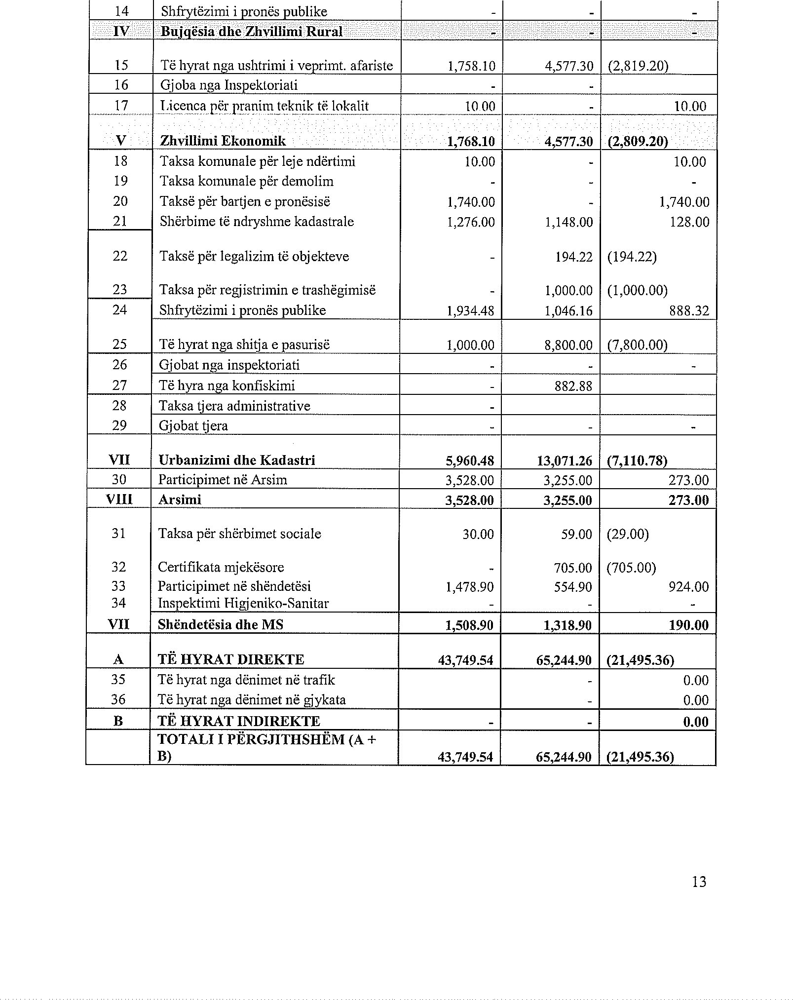 14 Shfrytëzimi i pronës publike - - -
IV Bujqësia dhe Zhvillimi Rural - - -
15 Të hyrat nga ushtrimi i veprimt. afariste 1,758.10 4,577.30 (2,819.20)
16 Gjoba nga Inspektoriati - -
17 Licenca për pranim teknik të lokalit 10.00 - 10.00
V Zhvillimi Ekonomik 1,768.10 4,577.30 (2,809.20)
18 Taksa komunale për leje ndërtimi 10.00 - 10.00
19 Taksa komunale për demolim - - -
20 Taksë për bartjen e pronësisë 1,740.00 - 1,740.00
21 Shërbime të ndryshme kadastrale 1,276.00 1,148.00 128.00
22 Taksë për legalizim të objekteve - 194.22 (194.22)
23 Taksa për regjistrimin e trashëgimisë - 1,000.00 (1,000.00)
24 Shfrytëzimi i pronës publike 1,934.48 1,046.16 888.32
25 Të hyrat nga shitja e pasurisë 1,000.00 8,800.00 (7,800.00)
26 Gjobat nga inspektoriati - - -
27 Të hyra nga konfiskimi - 882.88
28 Taksa tjera administrative -
29 Gjobat tjera - - -
VII Urbanizimi dhe Kadastri 5,960.48 13,071.26 (7,110.78)
30 Participimet në Arsim 3,528.00 3,255.00 273.00
VIII Arsimi 3,528.00 3,255.00 273.00
31 Taksa për shërbimet sociale 30.00 59.00 (29.00)
32 Certifikata mjekësore - 705.00 (705.00)
33 Participimet në shëndetësi 1,478.90 554.90 924.00
34 Inspektimi Higjeniko-Sanitar - - -
VII Shëndetësia dhe MS 1,508.90 1,318.90 190.00
A TË HYRAT DIREKTE 43,749.54 65,244.90 (21,495.36)
35 Të hyrat nga dënimet në trafik - 0.00
36 Të hyrat nga dënimet në gjykata - 0.00
B TË HYRAT INDIREKTE - - 0.00
TOTALI I PËRGJITHSHËM (A +
B) 43,749.54 65,244.90 (21,495.36)
13